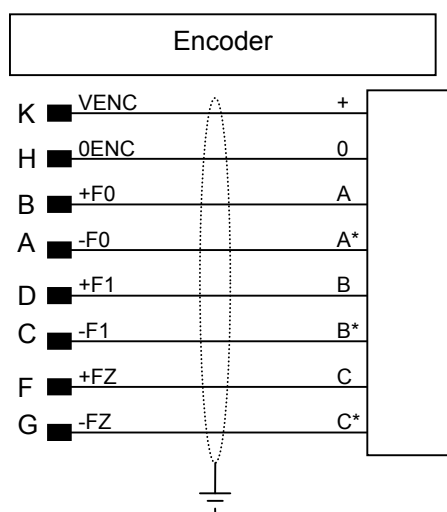 Encoder
K VENC +
H 0ENC 0
B +F0 A
A -F0 A*
D +F1 B
C -F1 B*
F +FZ C
G -FZ C*